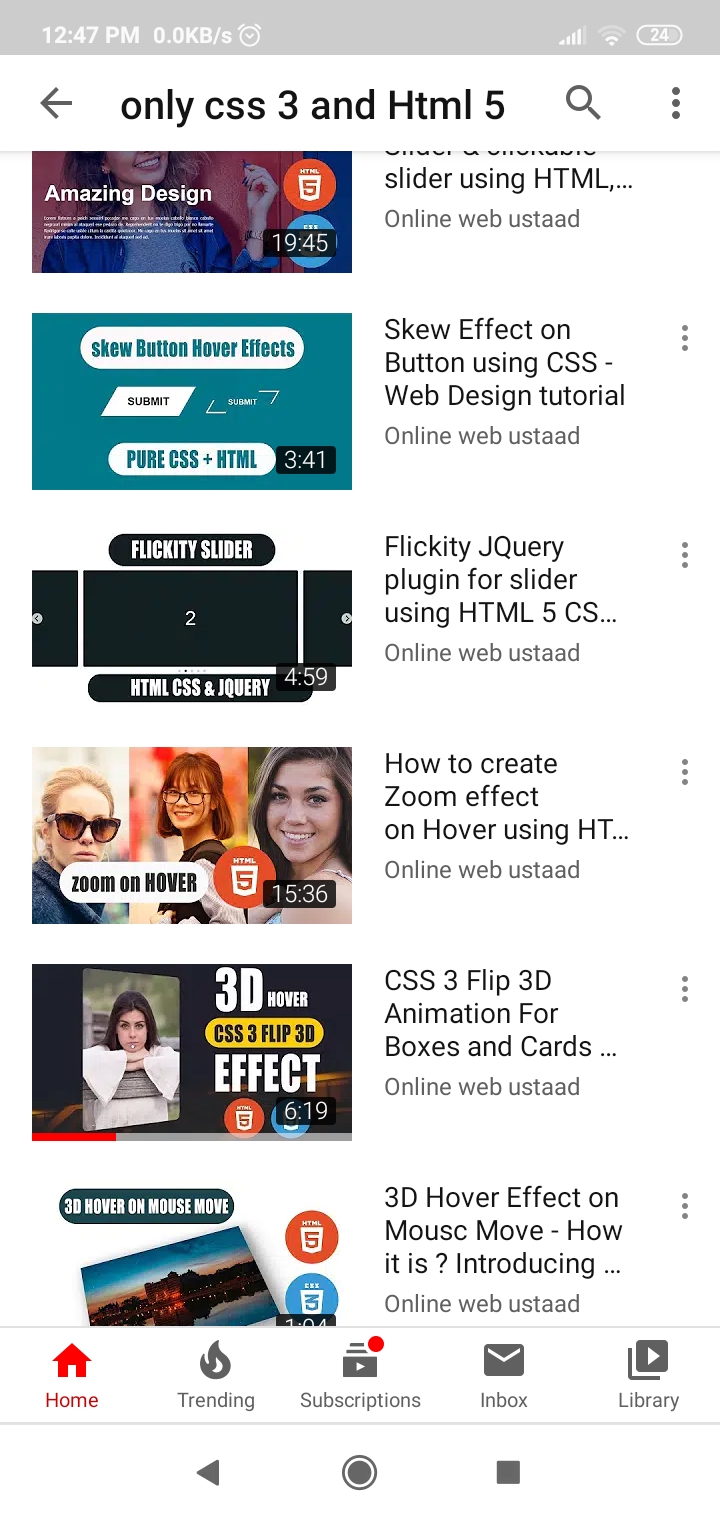 12:47 PM 0.0KB/s
24
only css 3 and Html 5
Amazing Design
HTML
5
19:45
Slider & clickable
slider using HTML,...
Online web ustaad
skew Button Hover Effects
SUBMIT
SUBMIT
PURE CSS + HTML
3:41
Skew Effect on
Button using CSS -
Web Design tutorial
Online web ustaad
FLICKITY SLIDER
2
HTML CSS & JQUERY
4:59
Flickity JQuery
plugin for slider
using HTML 5 CS...
Online web ustaad
zoom on HOVER
HTML
5
15:36
How to create
Zoom effect
on Hover using HT...
Online web ustaad
3D HOVER
CSS 3 FLIP 3D
EFFECT
HTML
5
6:19
CSS 3 Flip 3D
Animation For
Boxes and Cards ...
Online web ustaad
3D HOVER ON MOUSE MOVE
HTML
5
CSS
3
1:04
3D Hover Effect on
Mousc Move - How
it is ? Introducing ...
Online web ustaad
Home
Trending
Subscriptions
Inbox
Library